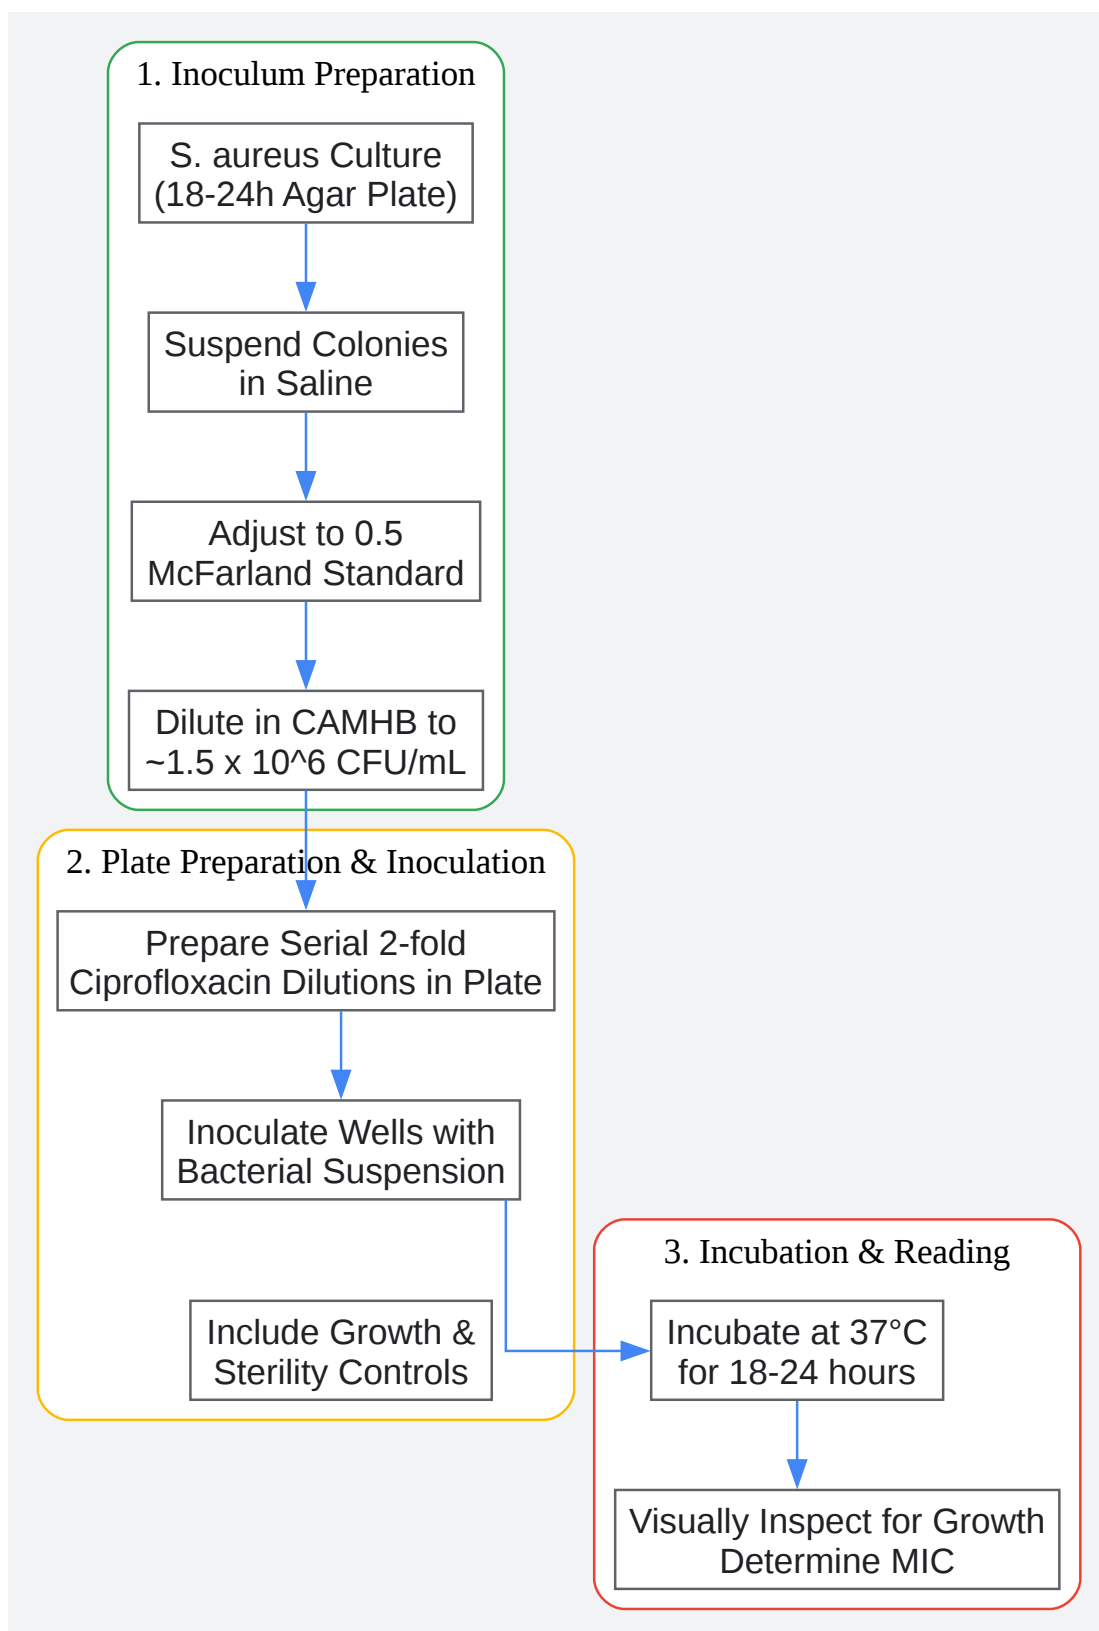 1. Inoculum Preparation
S. aureus Culture
(18-24h Agar Plate)
Suspend Colonies
in Saline
Adjust to 0.5
McFarland Standard
Dilute in CAMHB to
~1.5 x 10^6 CFU/mL
2. Plate Preparation & Inoculation
Prepare Serial 2-fold
Ciprofloxacin Dilutions in Plate
Inoculate Wells with
Bacterial Suspension
Include Growth &
Sterility Controls
3. Incubation & Reading
Incubate at 37°C
for 18-24 hours
Visually Inspect for Growth
Determine MIC